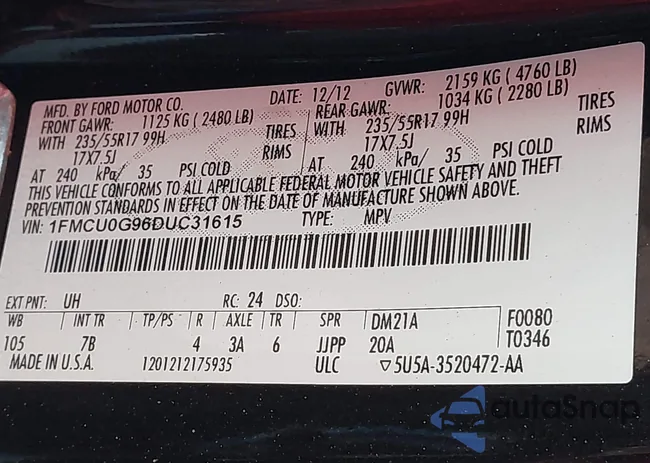 MFD. BY FORD MOTOR CO. DATE: 12/12 GVWR: 2159 KG ( 4760 LB)
FRONT GAWR: 1125 KG ( 2480 LB) REAR GAWR: 1034 KG ( 2280 LB)
WITH 235/55R17 99H TIRES WITH 235/55R17 99H TIRES
17X7.5J RIMS 17X7.5J RIMS
AT 240 kPa/ 35 PSI COLD AT 240 kPa/ 35 PSI COLD
THIS VEHICLE CONFORMS TO ALL APPLICABLE FEDERAL MOTOR VEHICLE SAFETY AND THEFT
PREVENTION STANDARDS IN EFFECT ON THE DATE OF MANUFACTURE SHOWN ABOVE.
VIN: 1FMCU0G96DUC31615 TYPE: MPV
EXT PNT: UH RC: 24 DSO:
WB INT TR TP/PS R AXLE TR SPR DM21A F0080
105 7B 4 3A 6 JJPP 20A T0346
MADE IN U.S.A. 1201212175935 ULC ▽5U5A-3520472-AA
autoSnap